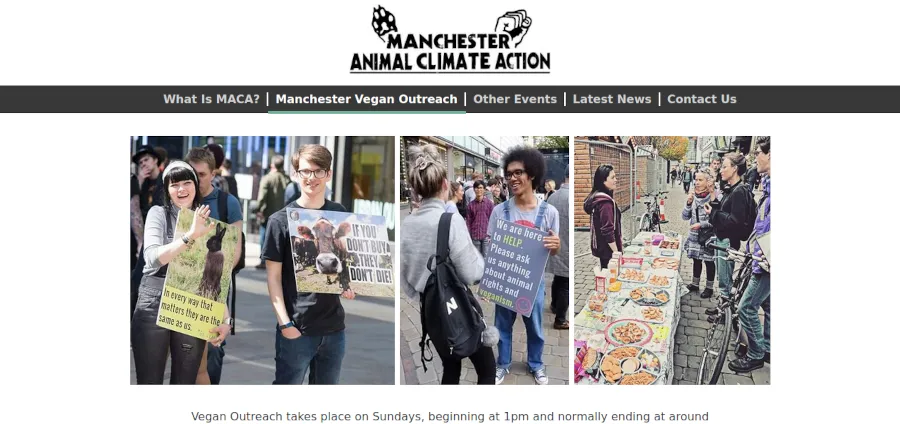 MANCHESTER
ANIMAL CLIMATE ACTION
What Is MACA?
Manchester Vegan Outreach
Other Events
Latest News
Contact Us
In every way that
matters they are the
same as us.
IF YOU
DON'T BUY
THEY
DON'T DIE!
We are here
to HELP.
Please ask
us anything
about animal
rights and
veganism.
N
Vegan Outreach takes place on Sundays, beginning at 1pm and normally ending at around